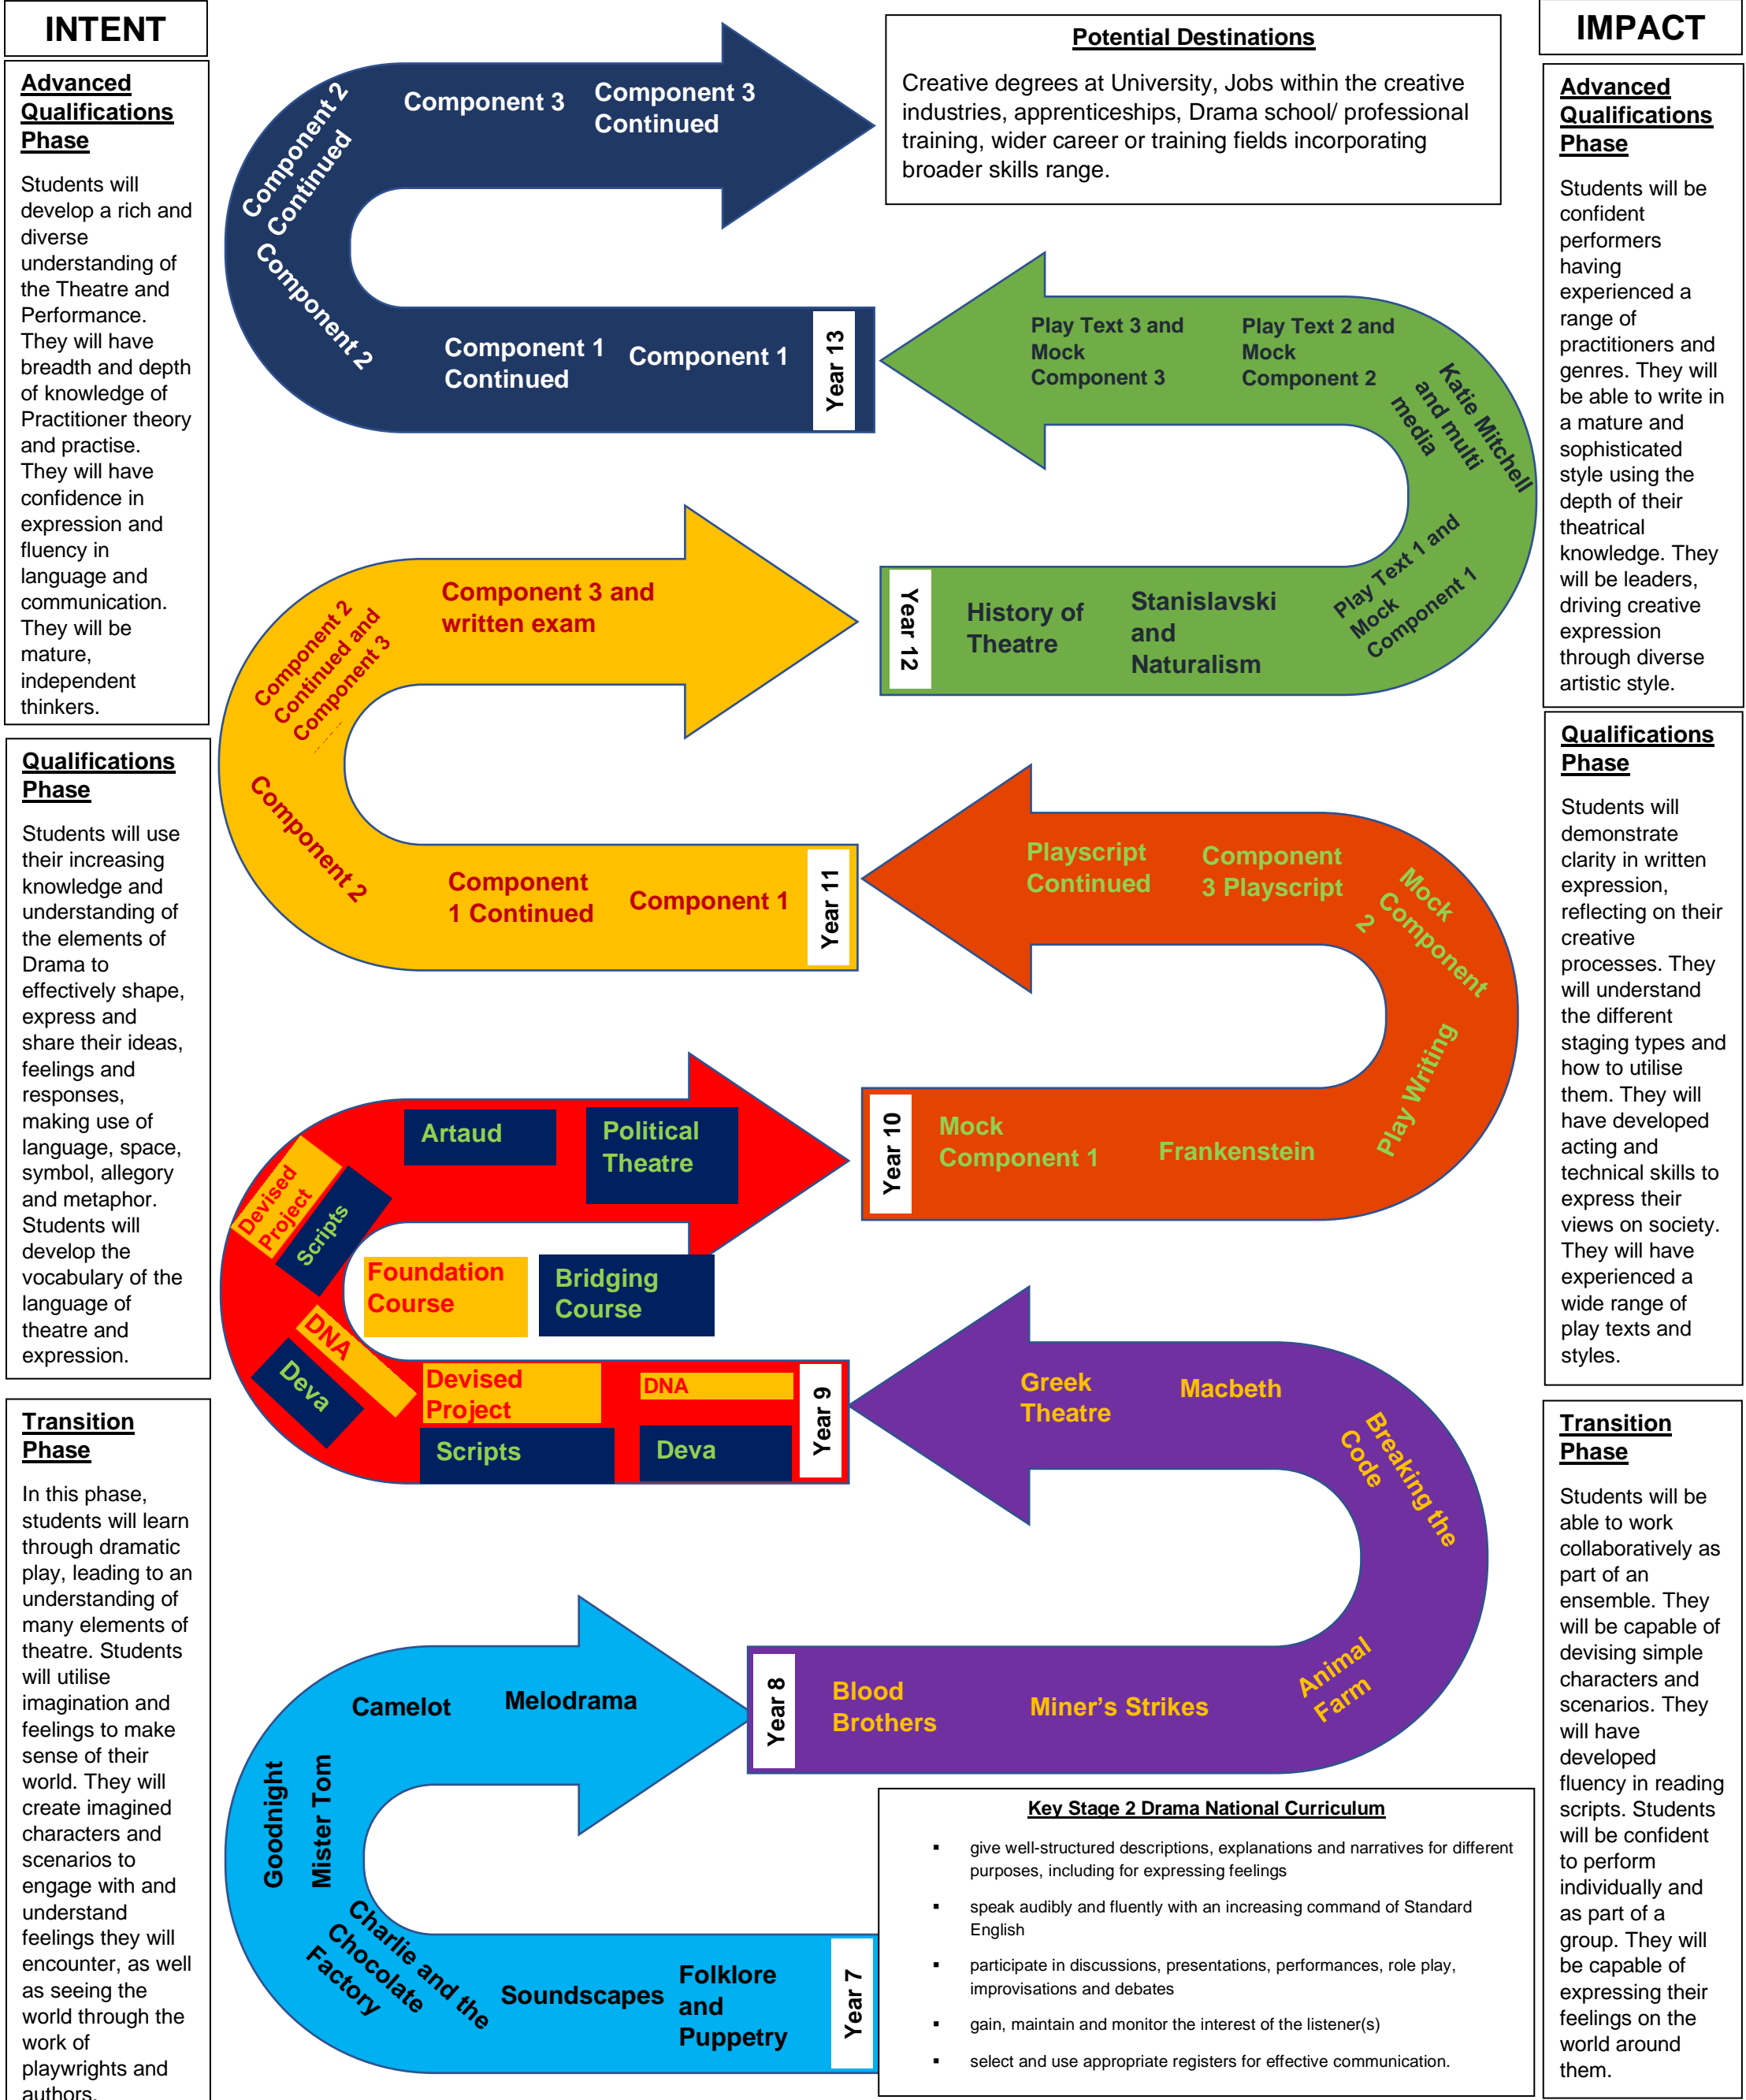 INTENT
Advanced
Qualifications
Phase
Students will
develop a rich and
diverse
understanding of
the Theatre and
Performance.
They will have
breadth and depth
of knowledge of
Practitioner theory
and practise.
They will have
confidence in
expression and
fluency in
language and
communication.
They will be
mature,
independent
thinkers.
Qualifications
Phase
Students will use
their increasing
knowledge and
understanding of
the elements of
Drama to
effectively shape,
express and
share their ideas,
feelings and
responses,
making use of
language, space,
symbol, allegory
and metaphor.
Students will
develop the
vocabulary of the
language of
theatre and
expression.
Transition
Phase
In this phase,
students will learn
through dramatic
play, leading to an
understanding of
many elements of
theatre. Students
will utilise
imagination and
feelings to make
sense of their
world. They will
create imagined
characters and
scenarios to
engage with and
understand
feelings they will
encounter, as well
as seeing the
world through the
work of
playwrights and
authors.
Component 2
Continued
Component 3
Component 3
Continued
Component 2
Component 1
Continued
Component 1
Year 13
Potential Destinations
Creative degrees at University, Jobs within the creative
industries, apprenticeships, Drama school/ professional
training, wider career or training fields incorporating
broader skills range.
Play Text 3 and
Mock
Component 3
Play Text 2 and
Mock
Component 2
Katie Mitchell
and multi
media
Play Text 1 and
Mock
Component 1
Year 12
History of
Theatre
Stanislavski
and
Naturalism
Component 2
Continued and
Component 3
Component 3 and
written exam
Component 2
Component
1 Continued
Component 1
Year 11
Playscript
Continued
Component
3 Playscript
Mock
Component
2
Play Writing
Year 10
Mock
Component 1
Frankenstein
Artaud
Political
Theatre
Devised
Project
Scripts
Foundation
Course
Bridging
Course
DNA
Deva
Devised
Project
Scripts
DNA
Deva
Year 9
Greek
Theatre
Macbeth
Breaking the
Code
Animal
Farm
Year 8
Blood
Brothers
Miner's Strikes
Camelot
Melodrama
Goodnight
Mister Tom
Charlie and the
Chocolate
Factory
Soundscapes
Folklore
and
Puppetry
Year 7
Key Stage 2 Drama National Curriculum
▪ give well-structured descriptions, explanations and narratives for different
purposes, including for expressing feelings
▪ speak audibly and fluently with an increasing command of Standard
English
▪ participate in discussions, presentations, performances, role play,
improvisations and debates
▪ gain, maintain and monitor the interest of the listener(s)
▪ select and use appropriate registers for effective communication.
IMPACT
Advanced
Qualifications
Phase
Students will be
confident
performers
having
experienced a
range of
practitioners and
genres. They will
be able to write in
a mature and
sophisticated
style using the
depth of their
theatrical
knowledge. They
will be leaders,
driving creative
expression
through diverse
artistic style.
Qualifications
Phase
Students will
demonstrate
clarity in written
expression,
reflecting on their
creative
processes. They
will understand
the different
staging types and
how to utilise
them. They will
have developed
acting and
technical skills to
express their
views on society.
They will have
experienced a
wide range of
play texts and
styles.
Transition
Phase
Students will be
able to work
collaboratively as
part of an
ensemble. They
will be capable of
devising simple
characters and
scenarios. They
will have
developed
fluency in reading
scripts. Students
will be confident
to perform
individually and
as part of a
group. They will
be capable of
expressing their
feelings on the
world around
them.